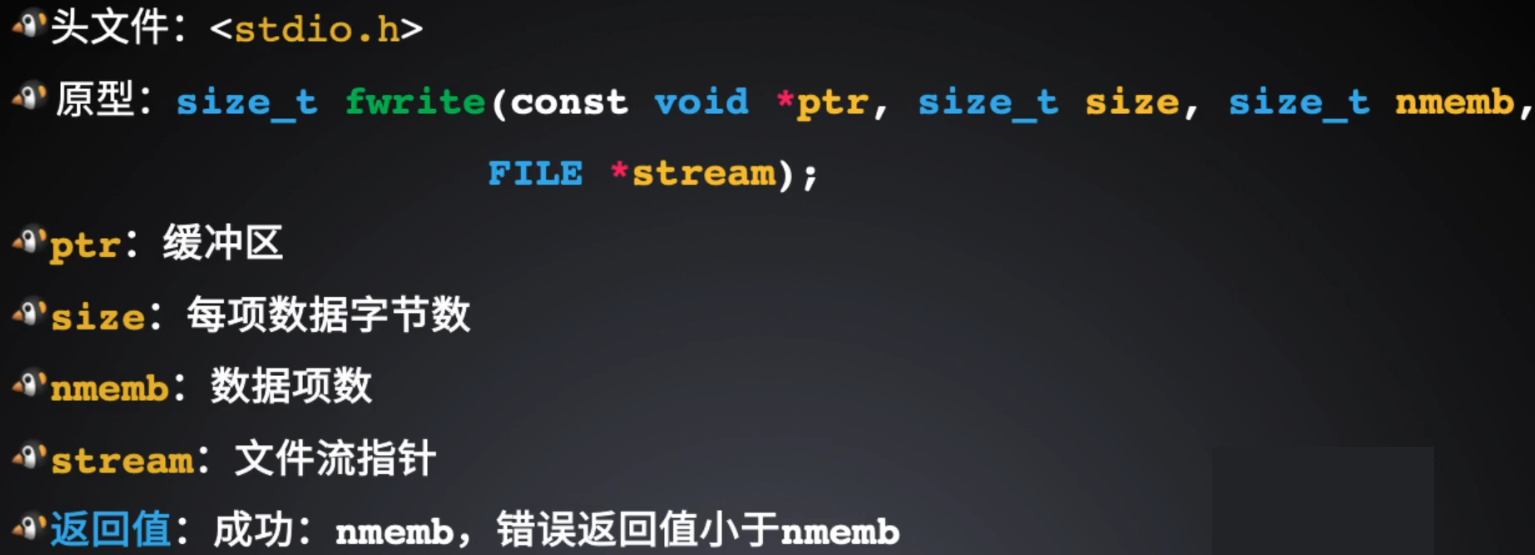 头文件：<stdio.h>
原型：size_t fwrite(const void *ptr, size_t size, size_t nmemb,
FILE *stream);
ptr：缓冲区
size：每项数据字节数
nmemb：数据项数
stream：文件流指针
返回值：成功：nmemb，错误返回值小于nmemb